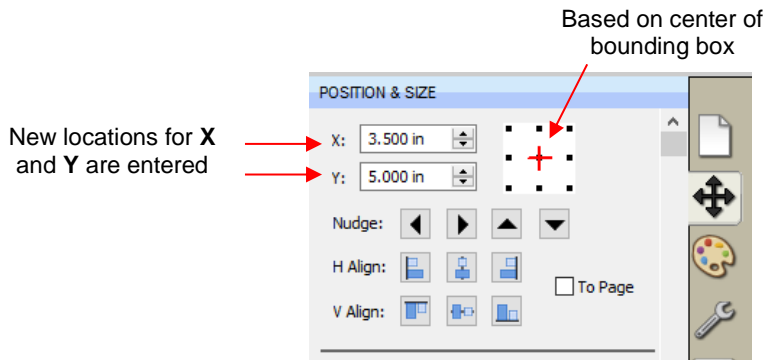 Based on center of
bounding box
POSITION & SIZE
New locations for X
and Y are entered
X: 3.500 in
Y: 5.000 in
Nudge:
H Align:
To Page
V Align: